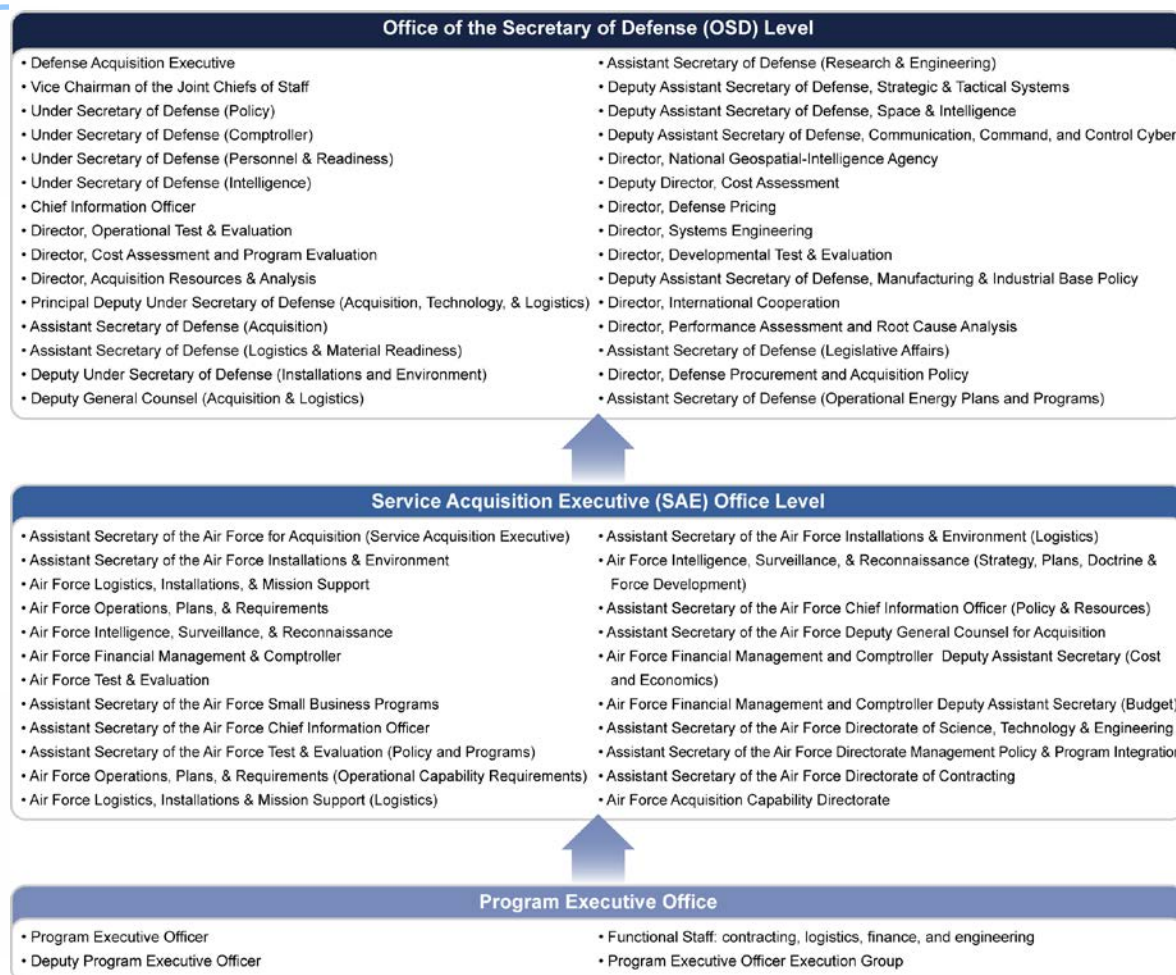 Office of the Secretary of Defense (OSD) Level
• Defense Acquisition Executive
• Vice Chairman of the Joint Chiefs of Staff
• Under Secretary of Defense (Policy)
• Under Secretary of Defense (Comptroller)
• Under Secretary of Defense (Personnel & Readiness)
• Under Secretary of Defense (Intelligence)
• Chief Information Officer
• Director, Operational Test & Evaluation
• Director, Cost Assessment and Program Evaluation
• Director, Acquisition Resources & Analysis
• Principal Deputy Under Secretary of Defense (Acquisition, Technology, & Logistics)
• Assistant Secretary of Defense (Acquisition)
• Assistant Secretary of Defense (Logistics & Material Readiness)
• Deputy Under Secretary of Defense (Installations and Environment)
• Deputy General Counsel (Acquisition & Logistics)
• Assistant Secretary of Defense (Research & Engineering)
• Deputy Assistant Secretary of Defense, Strategic & Tactical Systems
• Deputy Assistant Secretary of Defense, Space & Intelligence
• Deputy Assistant Secretary of Defense, Communication, Command, and Control Cyber
• Director, National Geospatial-Intelligence Agency
• Deputy Director, Cost Assessment
• Director, Defense Pricing
• Director, Systems Engineering
• Director, Developmental Test & Evaluation
• Deputy Assistant Secretary of Defense, Manufacturing & Industrial Base Policy
• Director, International Cooperation
• Director, Performance Assessment and Root Cause Analysis
• Assistant Secretary of Defense (Legislative Affairs)
• Director, Defense Procurement and Acquisition Policy
• Assistant Secretary of Defense (Operational Energy Plans and Programs)
Service Acquisition Executive (SAE) Office Level
• Assistant Secretary of the Air Force for Acquisition (Service Acquisition Executive)
• Assistant Secretary of the Air Force Installations & Environment
• Air Force Logistics, Installations, & Mission Support
• Air Force Operations, Plans, & Requirements
• Air Force Intelligence, Surveillance, & Reconnaissance
• Air Force Financial Management & Comptroller
• Air Force Test & Evaluation
• Assistant Secretary of the Air Force Small Business Programs
• Assistant Secretary of the Air Force Chief Information Officer
• Assistant Secretary of the Air Force Test & Evaluation (Policy and Programs)
• Air Force Operations, Plans, & Requirements (Operational Capability Requirements)
• Air Force Logistics, Installations & Mission Support (Logistics)
• Assistant Secretary of the Air Force Installations & Environment (Logistics)
• Air Force Intelligence, Surveillance, & Reconnaissance (Strategy, Plans, Doctrine &
Force Development)
• Assistant Secretary of the Air Force Chief Information Officer (Policy & Resources)
• Assistant Secretary of the Air Force Deputy General Counsel for Acquisition
• Air Force Financial Management and Comptroller Deputy Assistant Secretary (Cost
and Economics)
• Air Force Financial Management and Comptroller Deputy Assistant Secretary (Budget)
• Assistant Secretary of the Air Force Directorate of Science, Technology & Engineering
• Assistant Secretary of the Air Force Directorate Management Policy & Program Integration
• Assistant Secretary of the Air Force Directorate of Contracting
• Air Force Acquisition Capability Directorate
Program Executive Office
• Program Executive Officer
• Deputy Program Executive Officer
• Functional Staff: contracting, logistics, finance, and engineering
• Program Executive Officer Execution Group